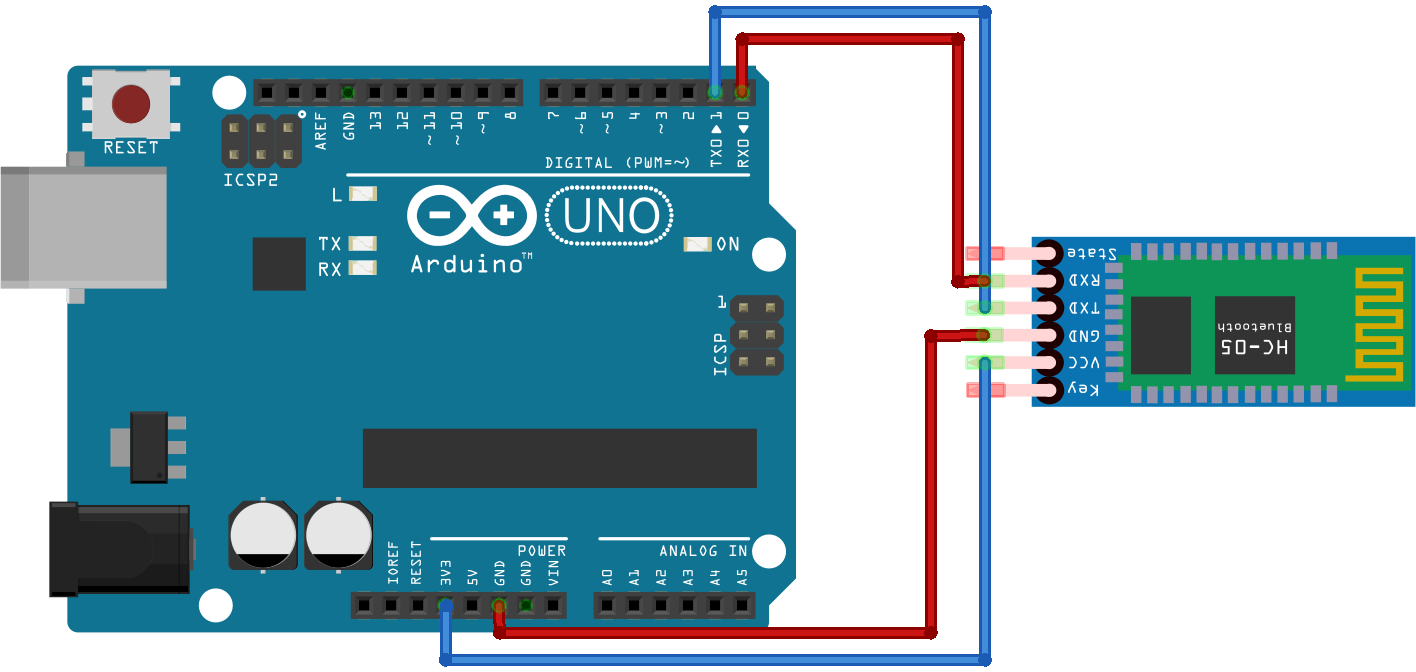 RESET
ICSP2
AREF
GND
13
12
~11
~10
~9
8
7
~6
~5
4
~3
2
TX0▶1
RX0◀0
DIGITAL (PWM=~)
L
TX
RX
UNO
ON
Arduino™
1
ICSP
IOREF
RESET
3V3
5V
GND
GND
VIN
POWER
A0
A1
A2
A3
A4
A5
ANALOG IN
State
RXD
TXD
GND
VCC
Key
HC-05
Bluetooth